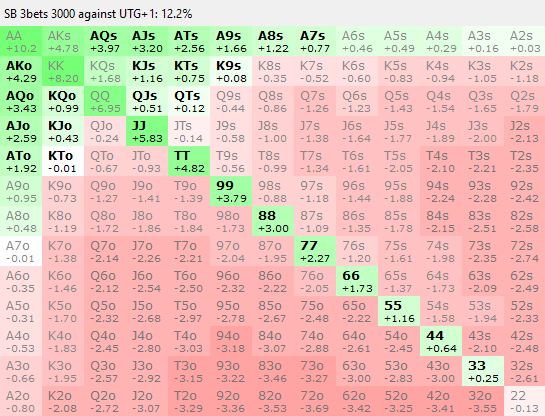 SB 3bets 3000 against UTG+1: 12.2%
AA AKs AQs AJs ATs A9s A8s A7s A6s A5s A4s A3s A2s
+10.2 +4.78 +3.97 +3.20 +2.56 +1.66 +1.22 +0.77 +0.46 +0.49 +0.29 +0.16 +0.03
AKo KK KQs KJs KTs K9s K8s K7s K6s K5s K4s K3s K2s
+4.29 +8.20 +1.68 +1.16 +0.75 +0.08 -0.35 -0.52 -0.60 -0.83 -0.94 -1.05 -1.18
AQo KQo QQ QJs QTs Q9s Q8s Q7s Q6s Q5s Q4s Q3s Q2s
+3.43 +0.99 +6.95 +0.51 +0.12 -0.44 -0.86 -1.26 -1.23 -1.43 -1.54 -1.65 -1.79
AJo KJo QJo JJ JTs J9s J8s J7s J6s J5s J4s J3s J2s
+2.59 +0.43 -0.24 +5.83 -0.14 -0.58 -1.00 -1.38 -1.64 -1.77 -1.89 -2.00 -2.13
ATo KTo QTo JTo TT T9s T8s T7s T6s T5s T4s T3s T2s
+1.92 -0.01 -0.67 -0.93 +4.82 -0.56 -0.99 -1.34 -1.61 -2.05 -2.10 -2.21 -2.35
A9o K9o Q9o J9o T9o 99 98s 97s 96s 95s 94s 93s 92s
+0.95 -0.73 -1.27 -1.41 -1.39 +3.79 -0.88 -1.18 -1.44 -1.88 -2.24 -2.28 -2.42
A8o K8o Q8o J8o T8o 98o 88 87s 86s 85s 84s 83s 82s
+0.48 -1.19 -1.72 -1.86 -1.84 -1.73 +3.00 -1.09 -1.35 -1.78 -2.15 -2.51 -2.58
A7o K7o Q7o J7o T7o 97o 87o 77 76s 75s 74s 73s 72s
-0.01 -1.38 -2.14 -2.26 -2.21 -2.04 -1.95 +2.27 -1.20 -1.61 -1.98 -2.35 -2.74
A6o K6o Q6o J6o T6o 96o 86o 76o 66 65s 64s 63s 62s
-0.35 -1.46 -2.12 -2.54 -2.50 -2.32 -2.22 -2.05 +1.73 -1.37 -1.73 -2.09 -2.49
A5o K5o Q5o J5o T5o 95o 85o 75o 65o 55 54s 53s 52s
-0.31 -1.70 -2.32 -2.68 -2.97 -2.78 -2.67 -2.48 -2.22 +1.16 -1.58 -1.94 -2.33
A4o K4o Q4o J4o T4o 94o 84o 74o 64o 54o 44 43s 42s
-0.53 -1.83 -2.45 -2.80 -3.03 -3.18 -3.07 -2.88 -2.61 -2.45 +0.64 -2.10 -2.48
A3o K3o Q3o J3o T3o 93o 83o 73o 63o 53o 43o 33 32s
-0.66 -1.95 -2.57 -2.92 -3.15 -3.22 -3.46 -3.27 -3.00 -2.83 -3.00 +0.25 -2.61
A2o K2o Q2o J2o T2o 92o 82o 72o 62o 52o 42o 32o 22
-0.80 -2.08 -2.72 -3.07 -3.29 -3.36 -3.53 -3.69 -3.42 -3.25 -3.41 -3.55 -0.13